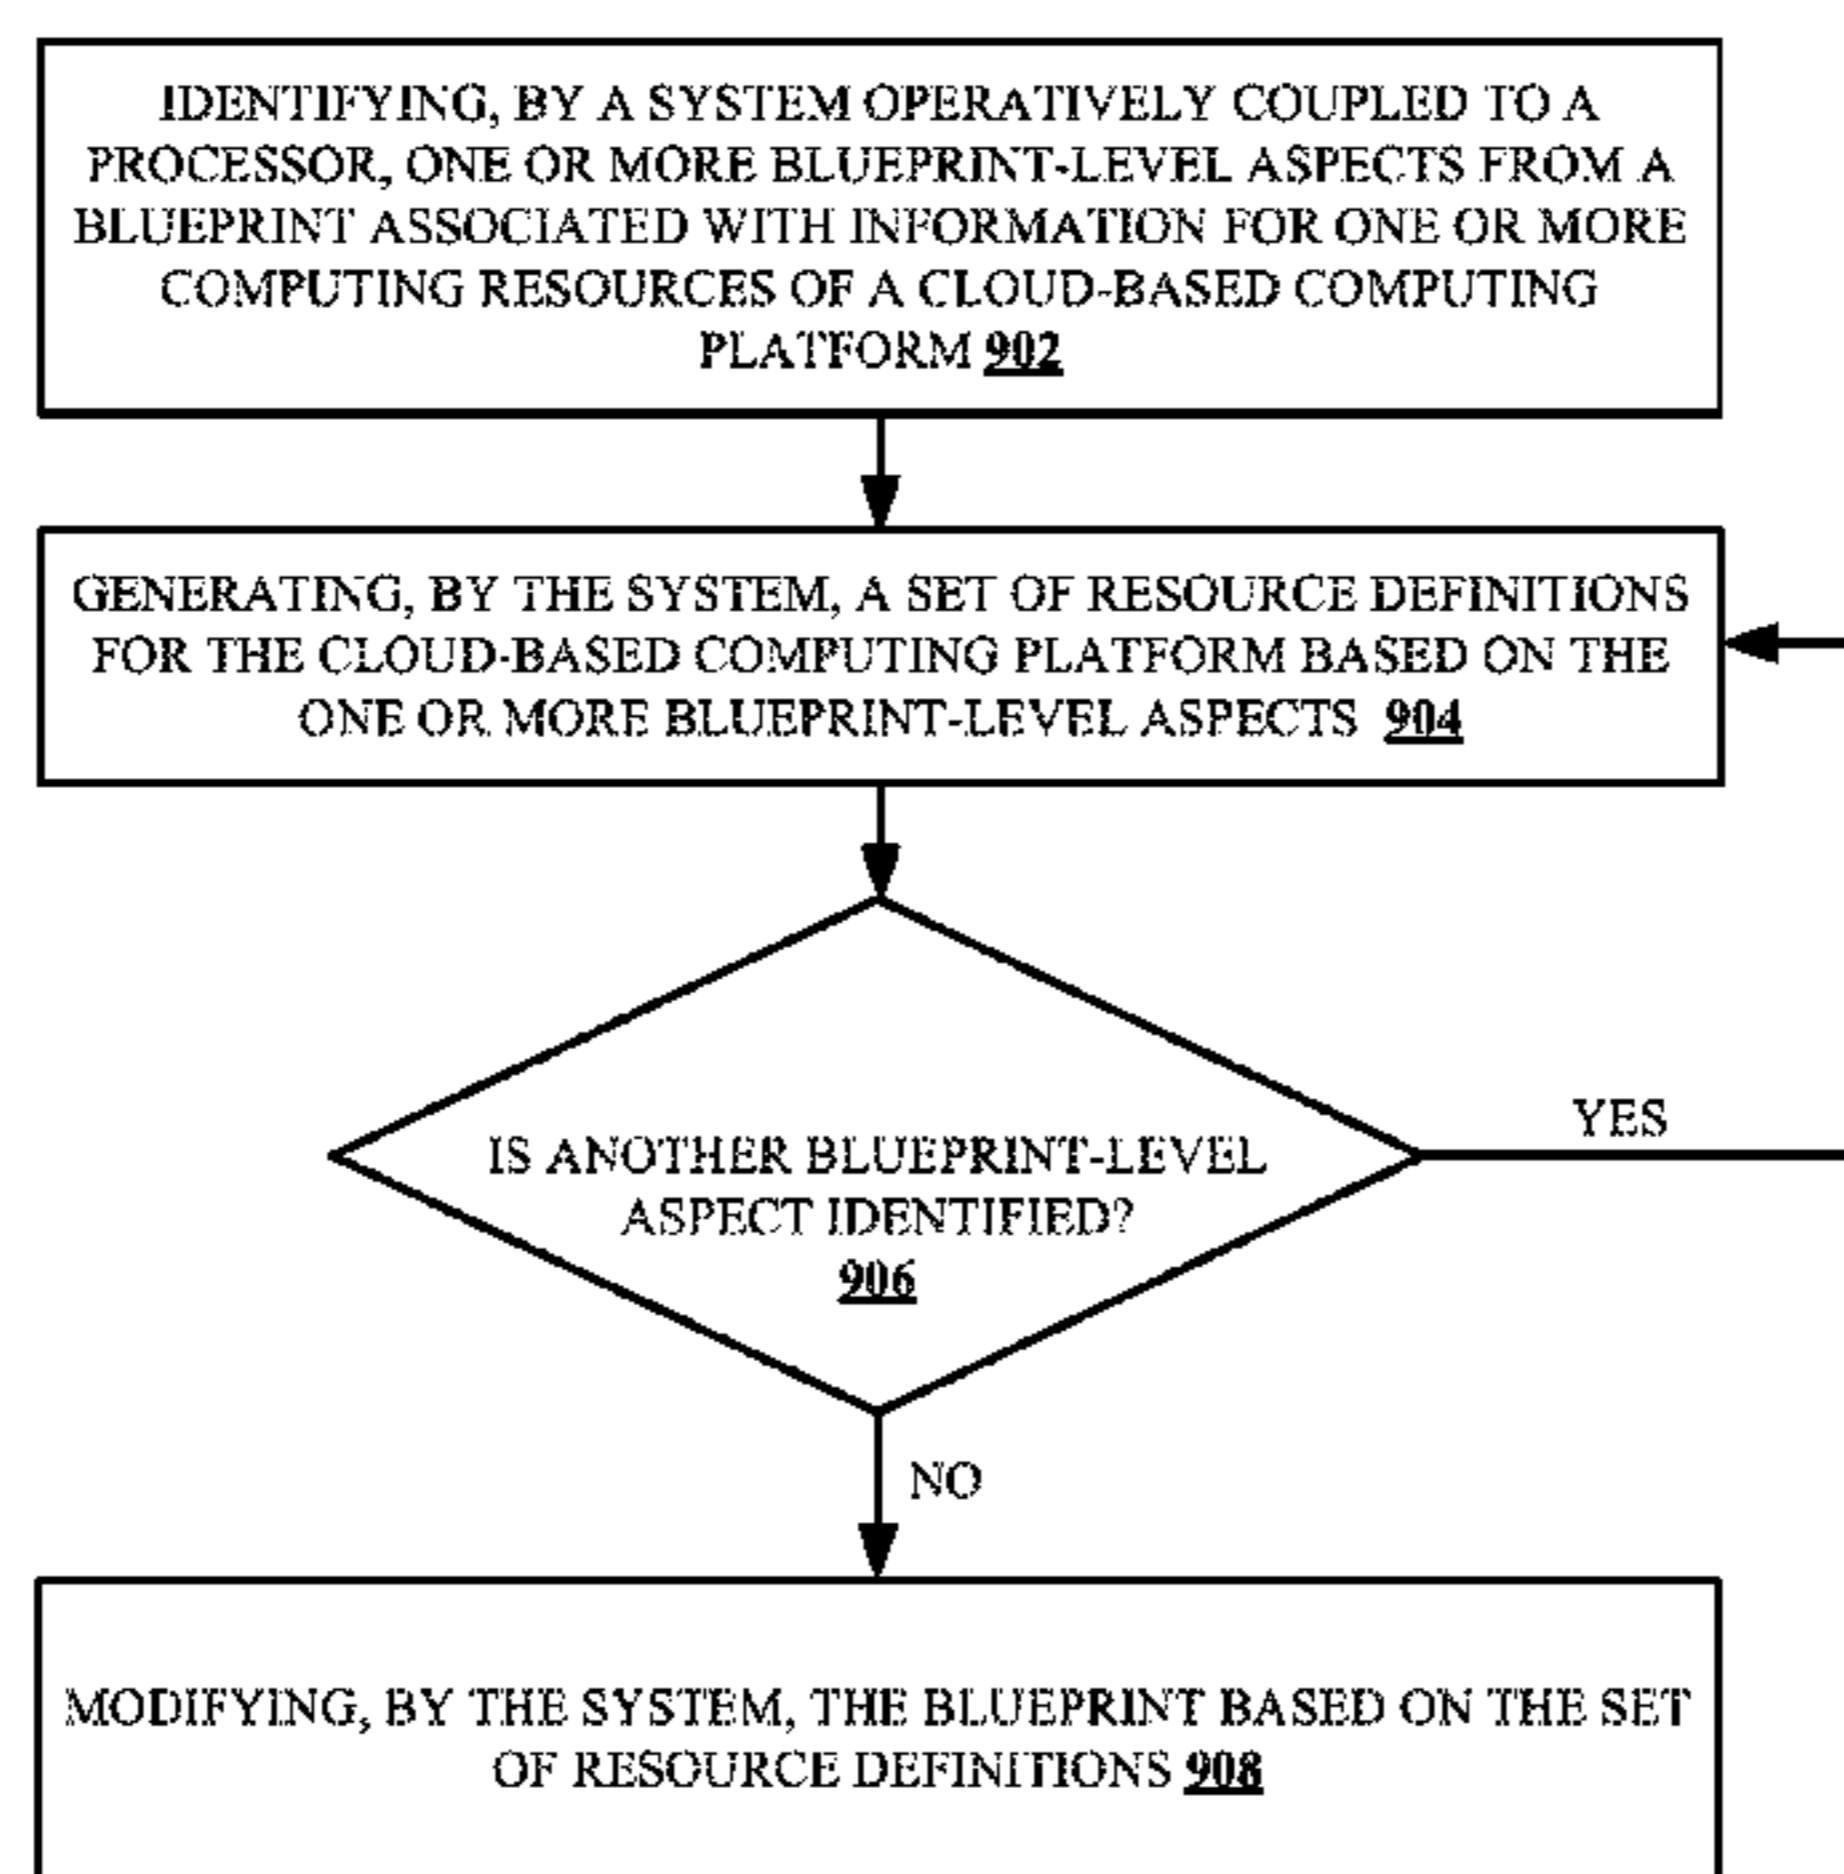 IDENTIFYING, BY A SYSTEM OPERATIVELY COUPLED TO A
PROCESSOR, ONE OR MORE BLUEPRINT-LEVEL ASPECTS FROM A
BLUEPRINT ASSOCIATED WITH INFORMATION FOR ONE OR MORE
COMPUTING RESOURCES OF A CLOUD-BASED COMPUTING
PLATFORM 902
GENERATING, BY THE SYSTEM, A SET OF RESOURCE DEFINITIONS
FOR THE CLOUD-BASED COMPUTING PLATFORM BASED ON THE
ONE OR MORE BLUEPRINT-LEVEL ASPECTS 904
IS ANOTHER BLUEPRINT-LEVEL
ASPECT IDENTIFIED?
906
YES
NO
MODIFYING, BY THE SYSTEM, THE BLUEPRINT BASED ON THE SET
OF RESOURCE DEFINITIONS 908